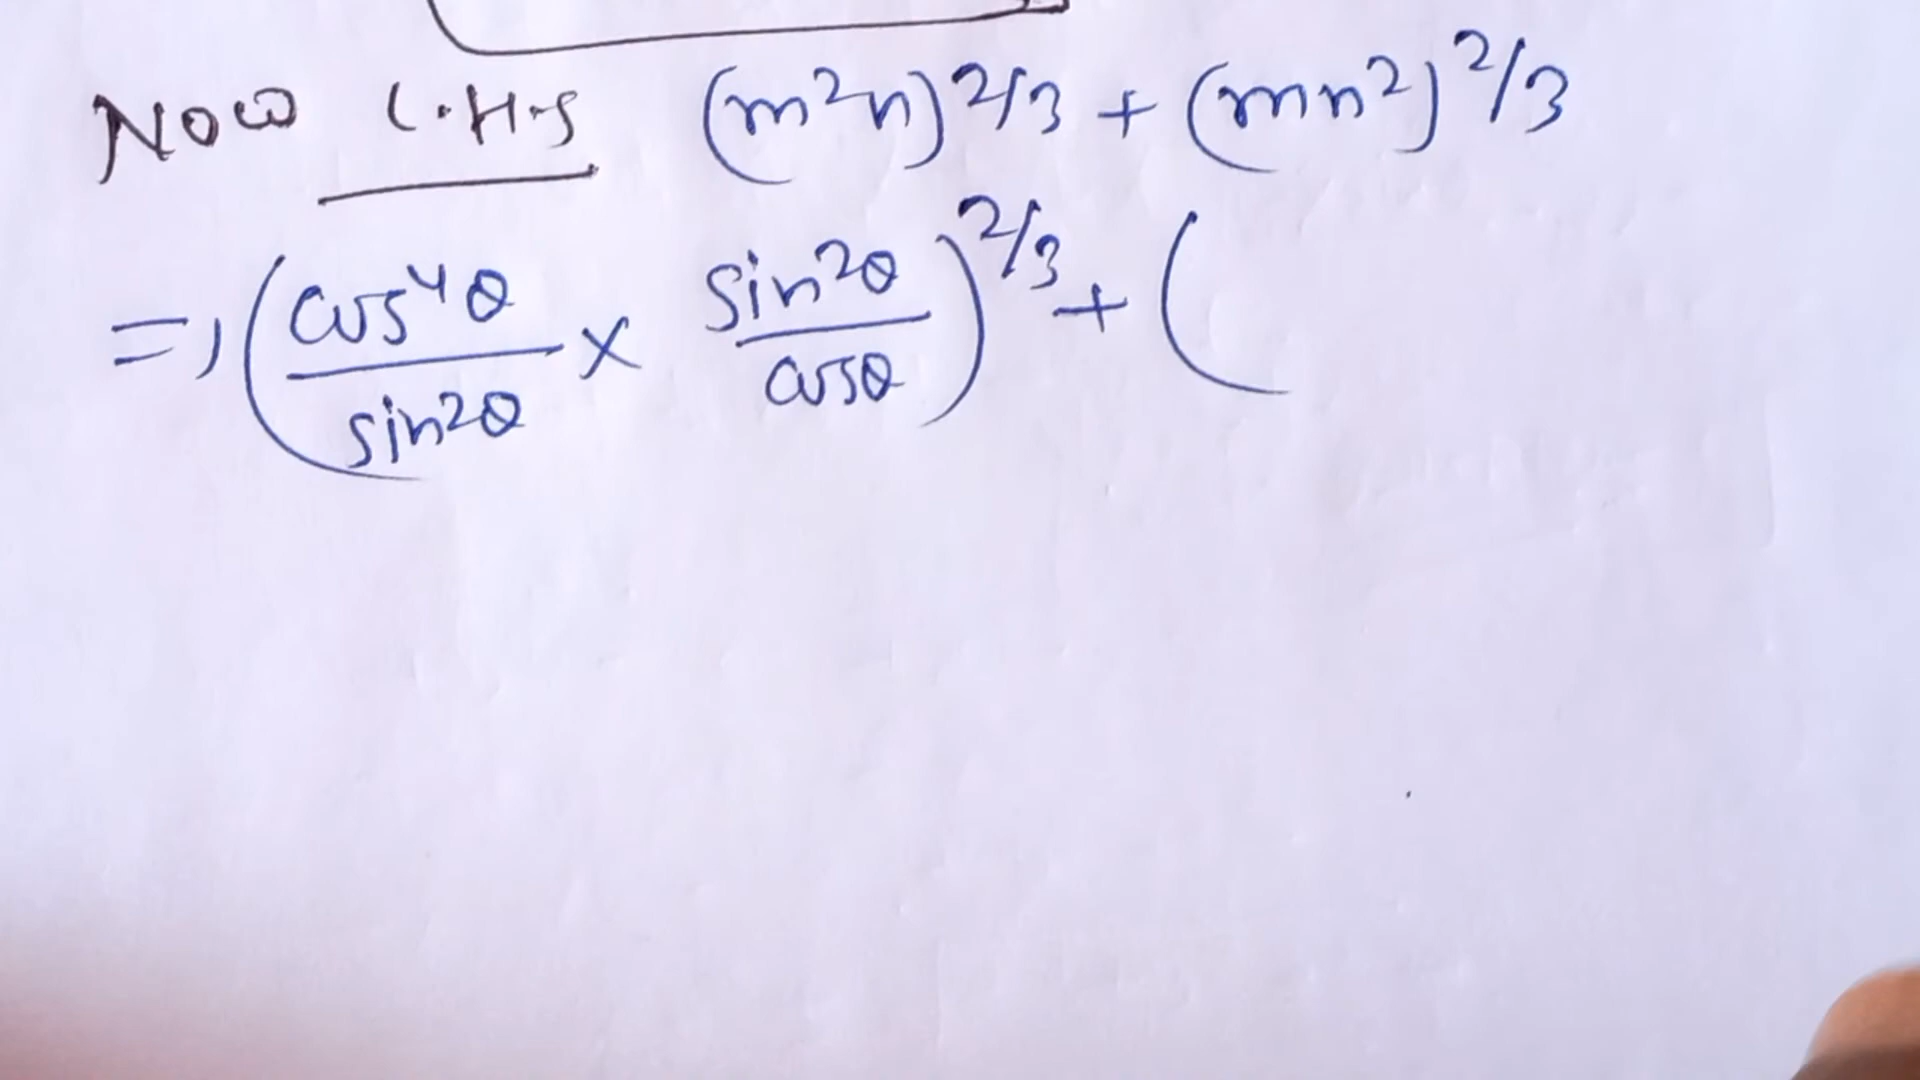 Now L.H.S (m²n)^2/3 + (mn²)^2/3
=> (cos⁴θ/sin²θ × sin²θ/cosθ)^2/3 + (